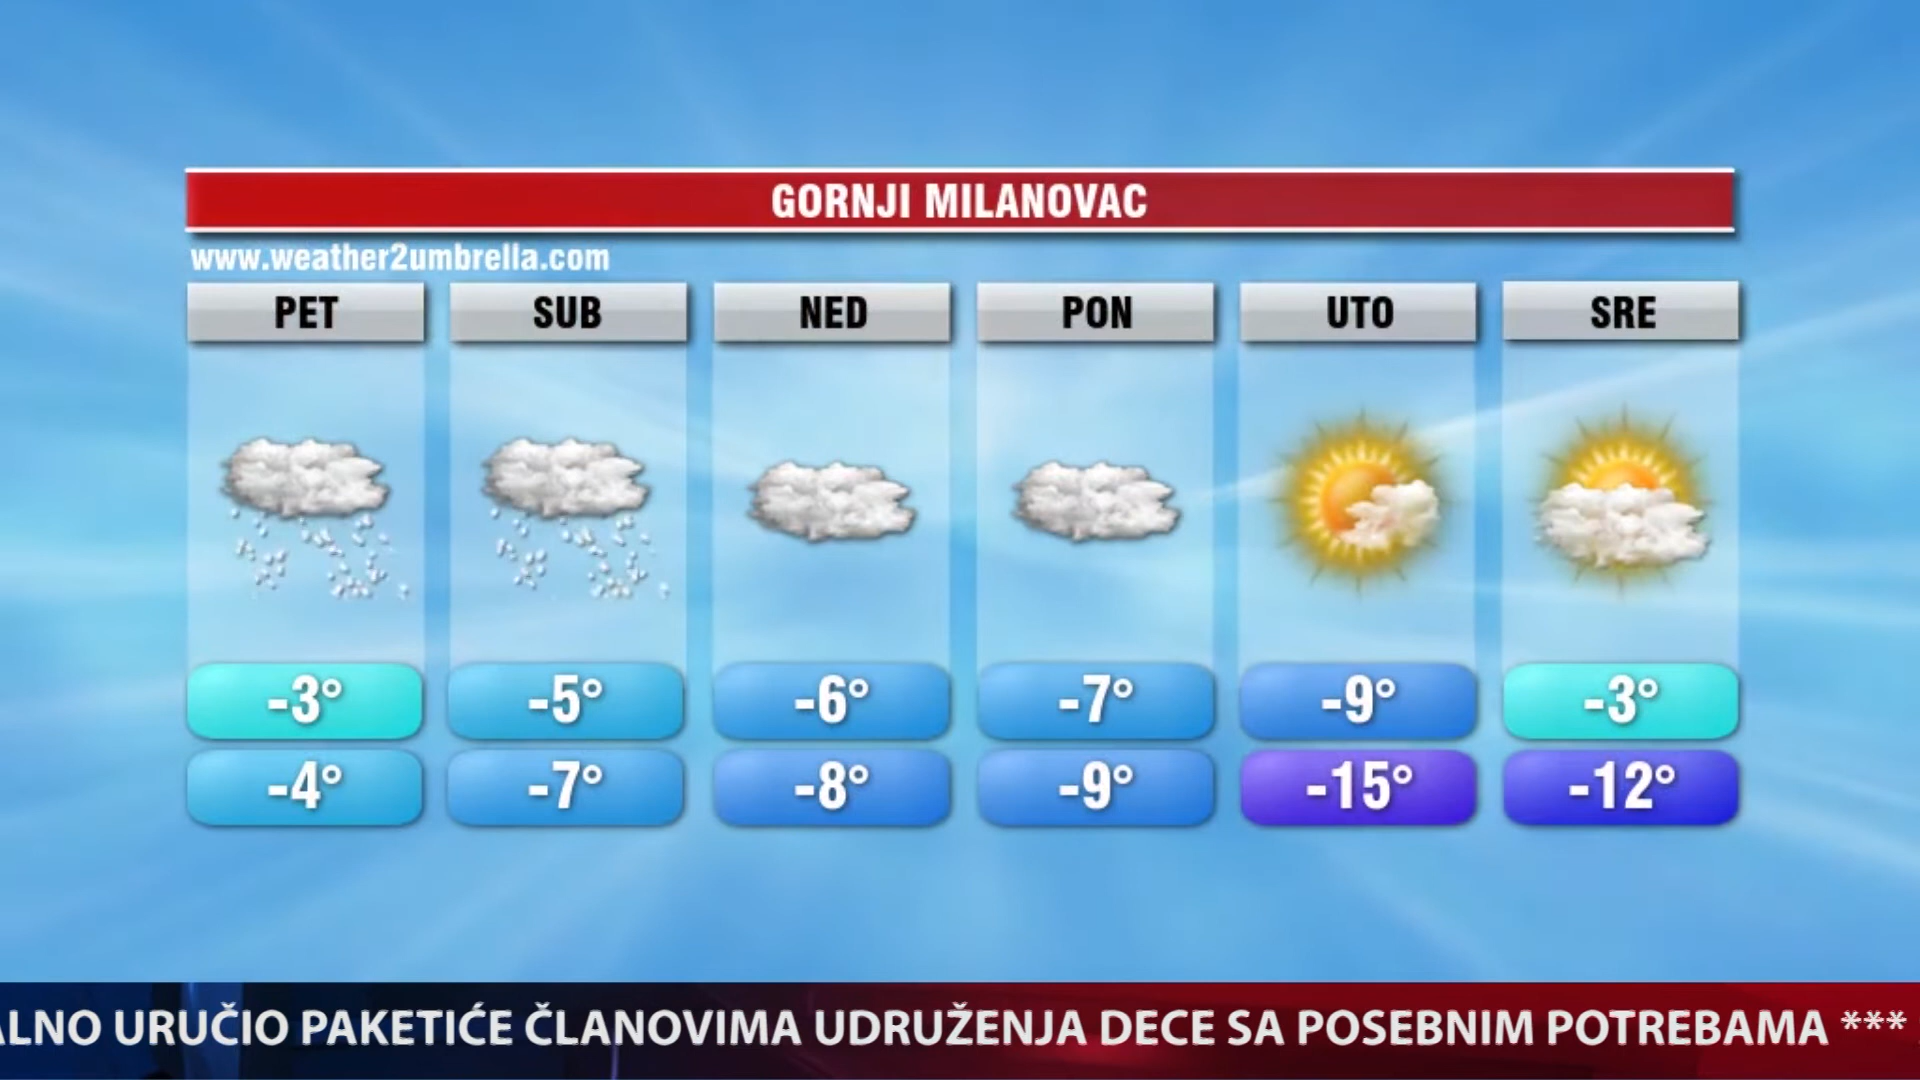 GORNJI MILANOVAC
www.weather2umbrella.com
PET SUB NED PON UTO SRE
-3° -5° -6° -7° -9° -3°
-4° -7° -8° -9° -15° -12°
URUČIO PAKETIĆE ČLANOVIMA UDRUŽENJA DECE SA POSEBNIM POTREBAMA ***